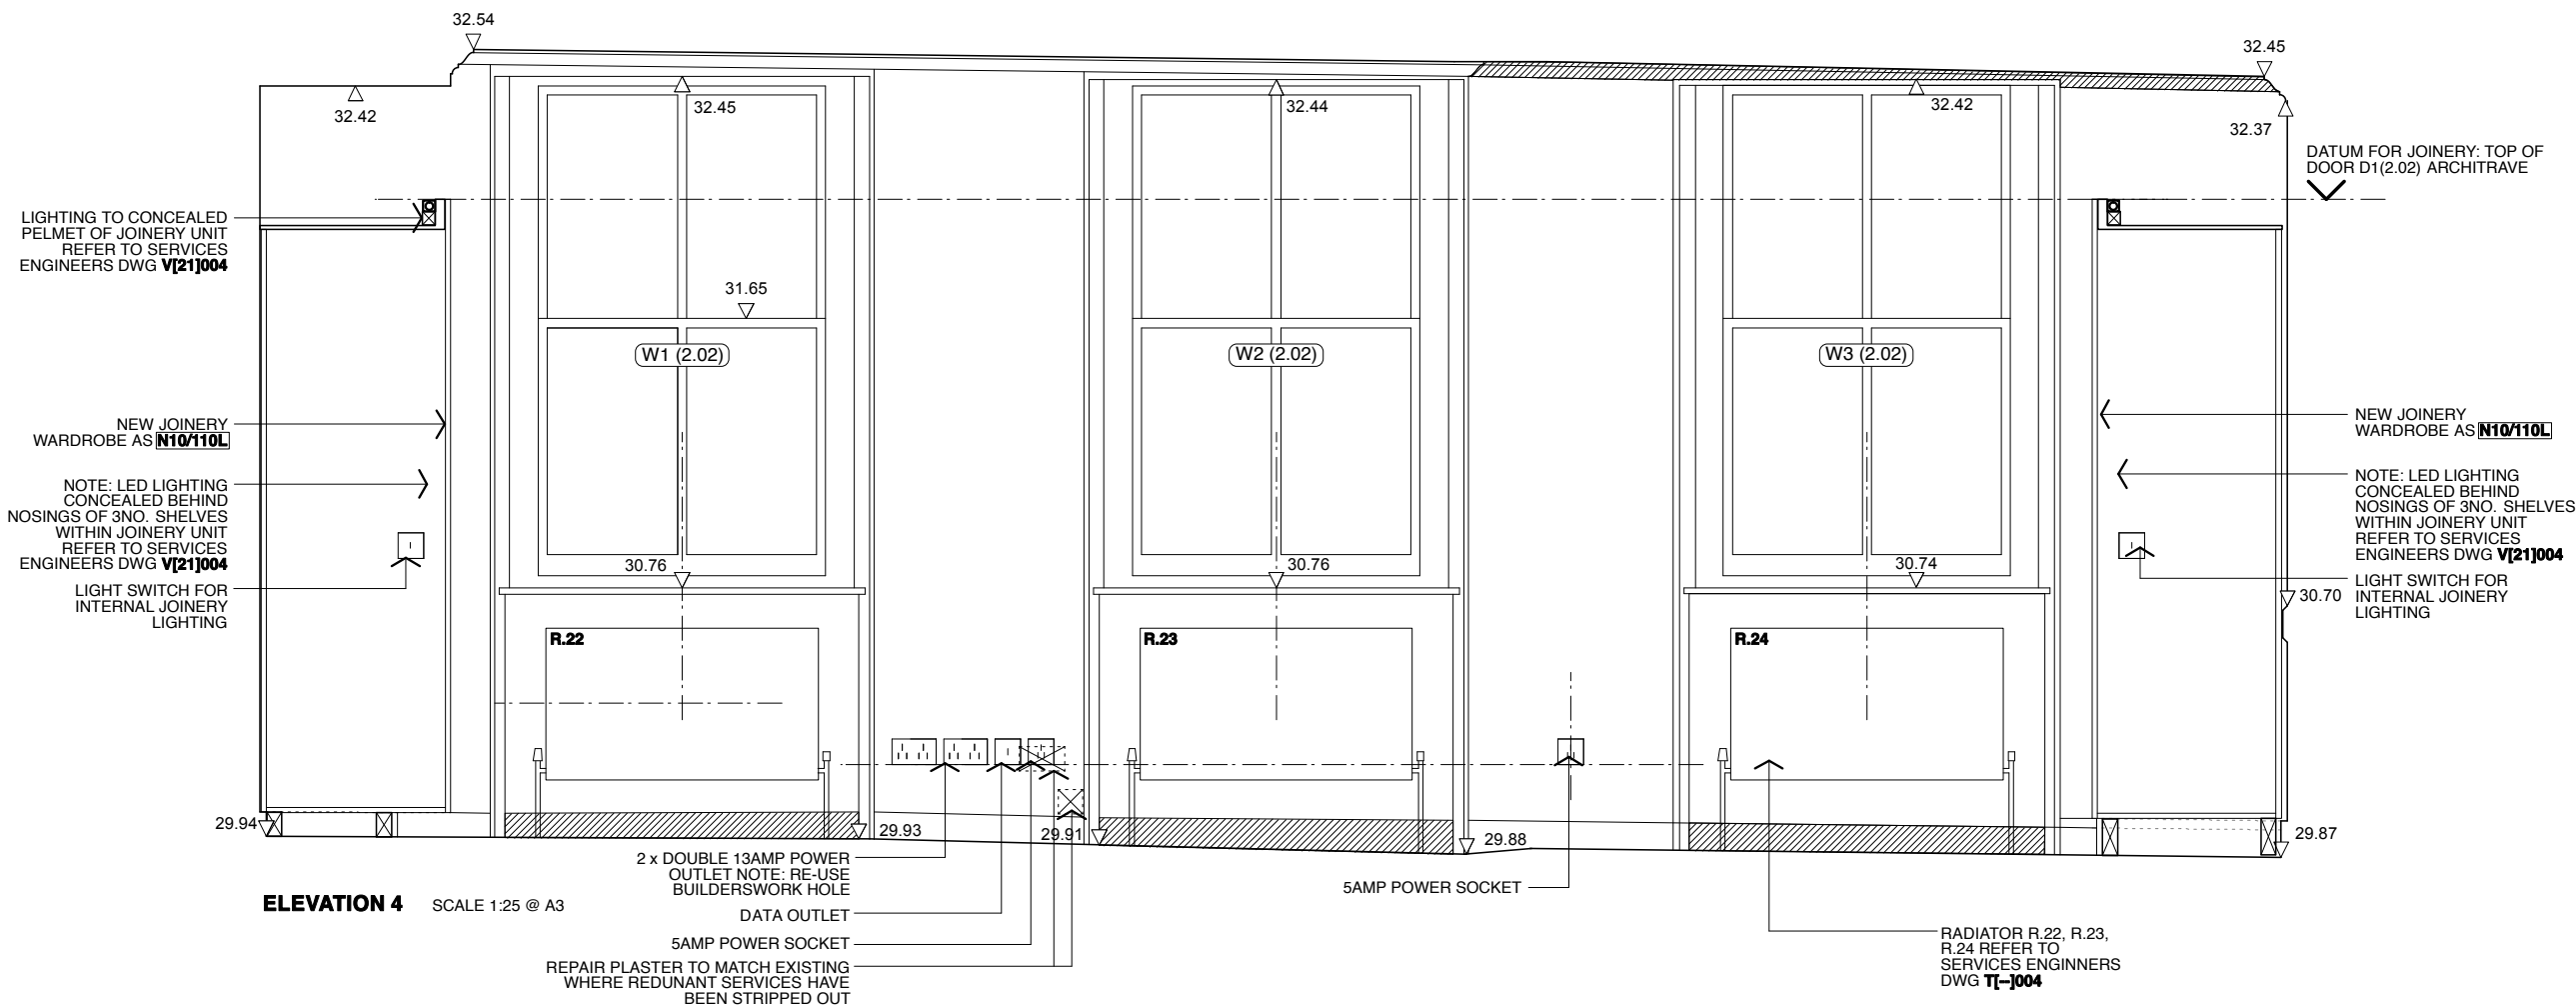 32.54
32.45
32.42
32.45
32.44
32.42
32.37
DATUM FOR JOINERY: TOP OF
DOOR D1(2.02) ARCHITRAVE
LIGHTING TO CONCEALED
PELMET OF JOINERY UNIT
REFER TO SERVICES
ENGINEERS DWG V[21]004
31.65
W1 (2.02)
W2 (2.02)
W3 (2.02)
NEW JOINERY
WARDROBE AS N10/110L
NEW JOINERY
WARDROBE AS N10/110L
NOTE: LED LIGHTING
CONCEALED BEHIND
NOSINGS OF 3NO. SHELVES
WITHIN JOINERY UNIT
REFER TO SERVICES
ENGINEERS DWG V[21]004
NOTE: LED LIGHTING
CONCEALED BEHIND
NOSINGS OF 3NO. SHELVES
WITHIN JOINERY UNIT
REFER TO SERVICES
ENGINEERS DWG V[21]004
30.76
30.76
30.74
LIGHT SWITCH FOR
INTERNAL JOINERY
LIGHTING
LIGHT SWITCH FOR
INTERNAL JOINERY
LIGHTING
30.70
R.22
R.23
R.24
29.94
29.93
29.91
29.88
29.87
2 x DOUBLE 13AMP POWER
OUTLET NOTE: RE-USE
BUILDERSWORK HOLE
5AMP POWER SOCKET
ELEVATION 4 SCALE 1:25 @ A3
DATA OUTLET
5AMP POWER SOCKET
REPAIR PLASTER TO MATCH EXISTING
WHERE REDUNANT SERVICES HAVE
BEEN STRIPPED OUT
RADIATOR R.22, R.23,
R.24 REFER TO
SERVICES ENGINNERS
DWG T[--]004